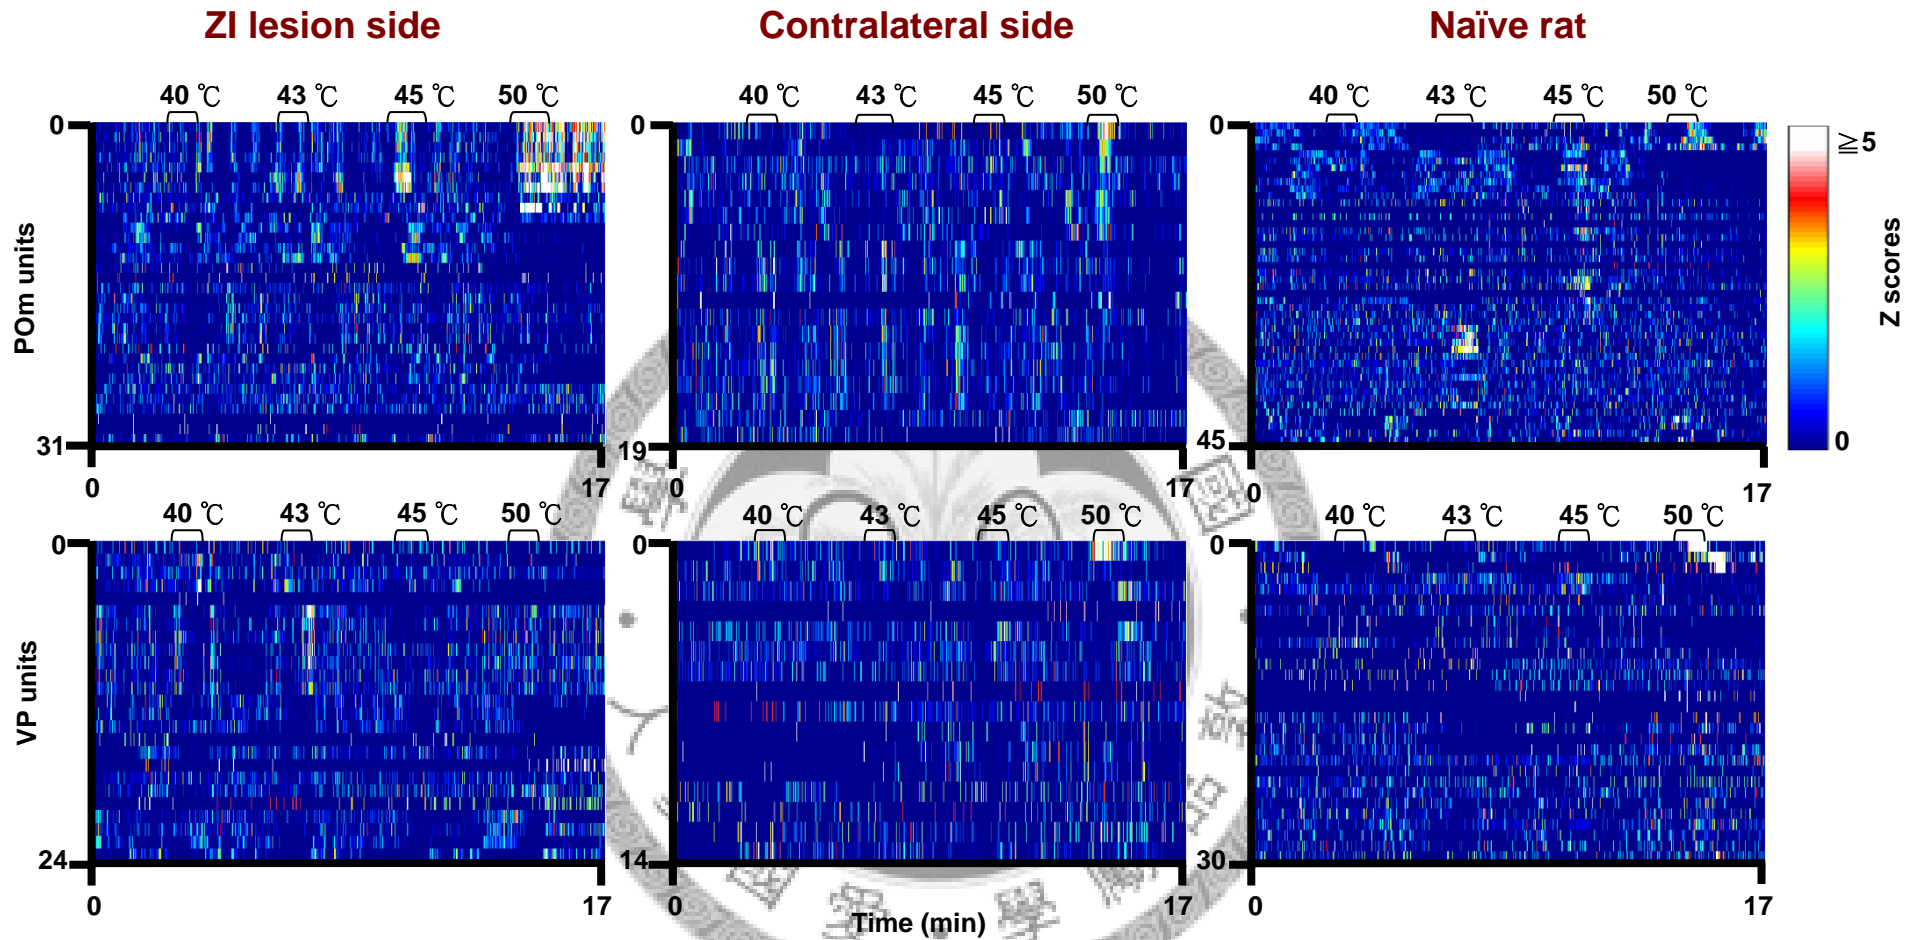 ZI lesion side
Contralateral side
Naïve rat
40 ℃ 43 ℃ 45 ℃ 50 ℃
40 ℃ 43 ℃ 45 ℃ 50 ℃
40 ℃ 43 ℃ 45 ℃ 50 ℃
0
0
0
≧5
POm units
Z scores
31
19
45
0
0 17
0 17
0 17
40 ℃ 43 ℃ 45 ℃ 50 ℃
40 ℃ 43 ℃ 45 ℃ 50 ℃
40 ℃ 43 ℃ 45 ℃ 50 ℃
0
0
0
VP units
24
14
30
0 17
0 17
0 17
Time (min)